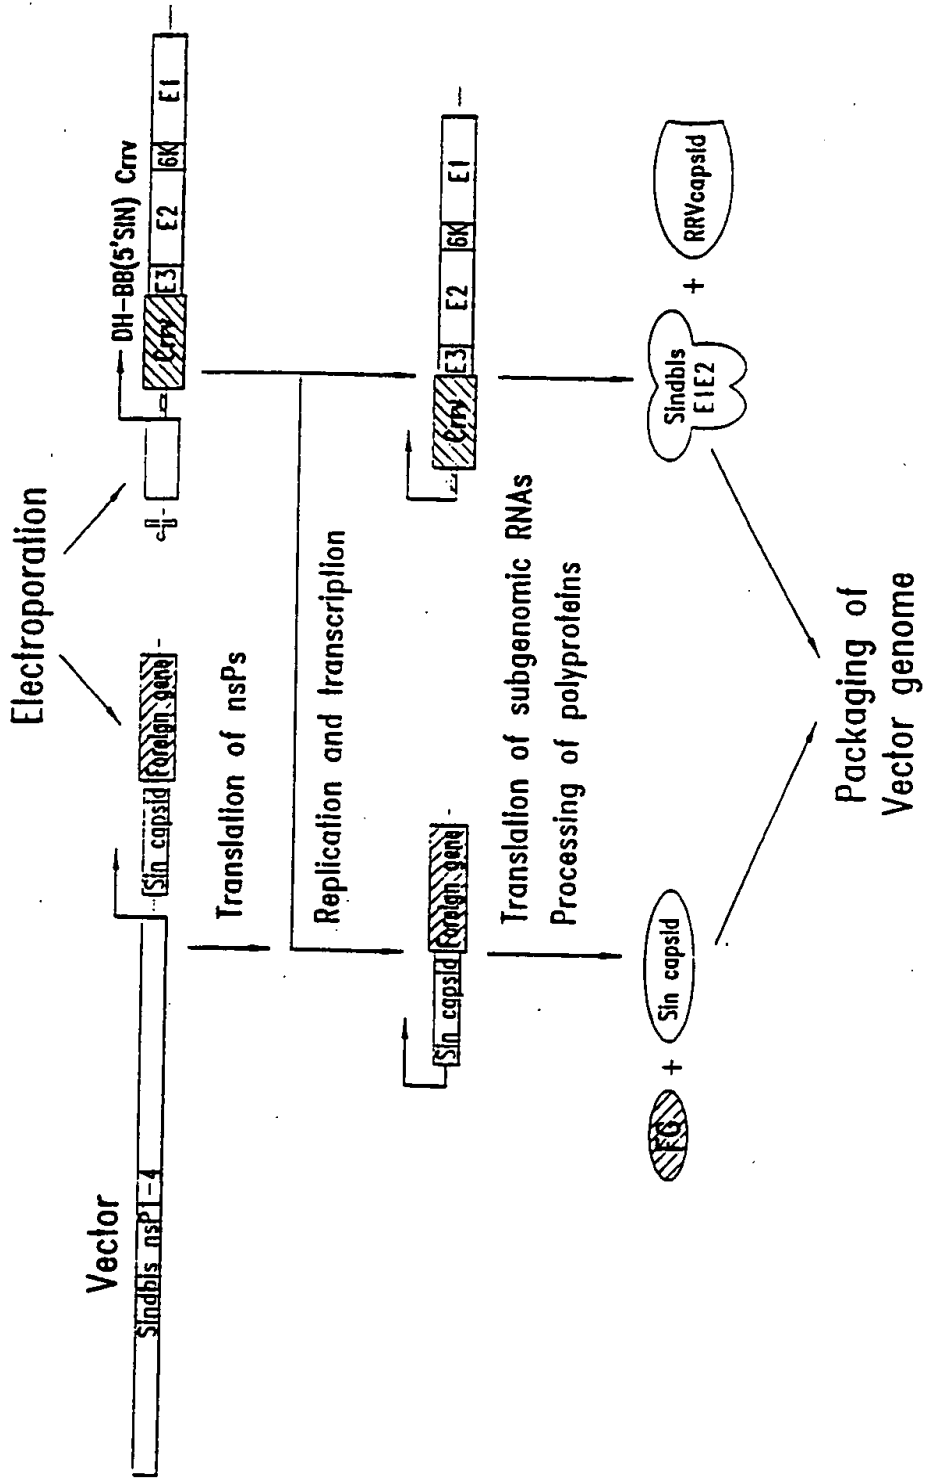 Electroporation
Vector
DH-BB(5'SIN) Crrv
Sindbis nsP1-4
Sin capsid
Foreign gene
Crrv
E3
E2
6K
E1
Translation of nsPs
Replication and transcription
Sin capsid
Foreign gene
Crrv
E3
E2
6K
E1
Translation of subgenomic RNAs
Processing of polyproteins
FG
+
Sin capsid
Sindbis
E1E2
+
RRVcapsid
Packaging of
Vector genome